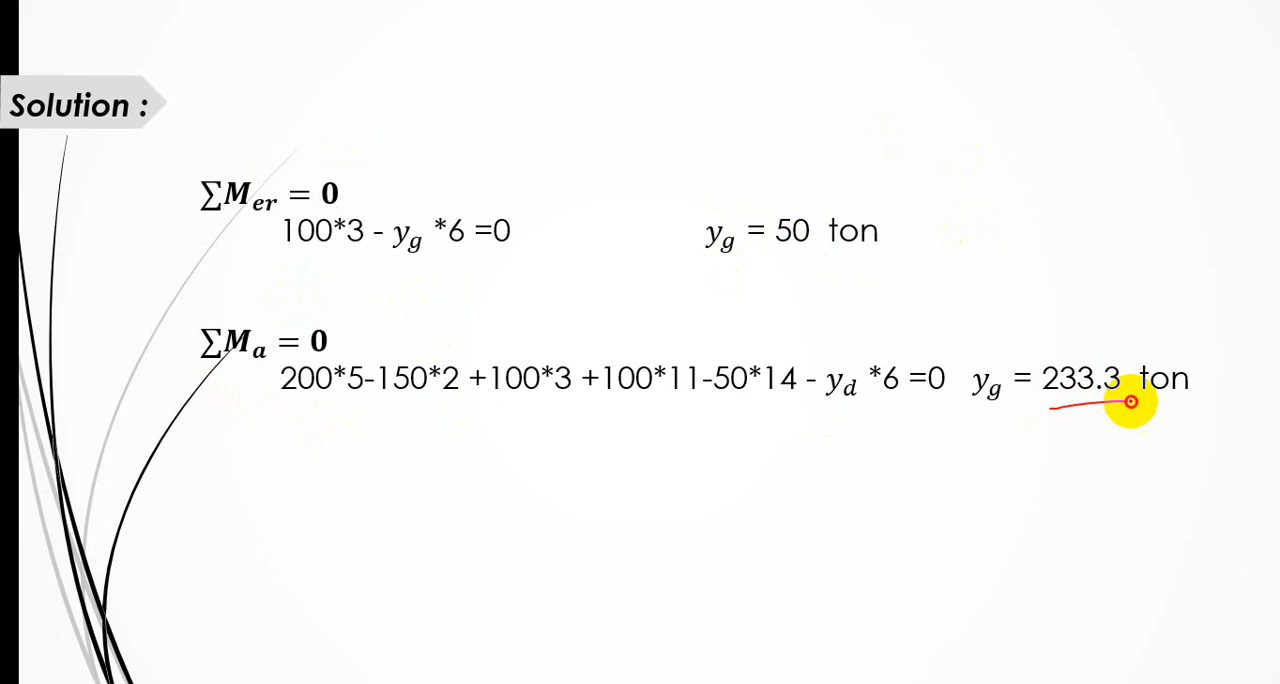 Solution :
∑M_er = 0
100*3 - y_g *6 =0 y_g = 50 ton
∑M_a = 0
200*5-150*2 +100*3 +100*11-50*14 - y_d *6 =0 y_g = 233.3 ton